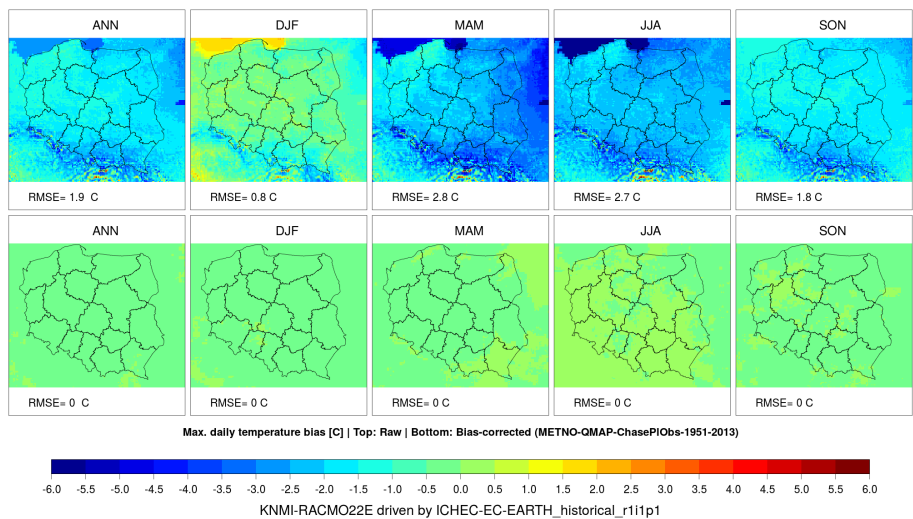 ANN DJF MAM JJA SON
RMSE= 1.9  C RMSE= 0.8 C RMSE= 2.8 C RMSE= 2.7 C RMSE= 1.8 C
ANN DJF MAM JJA SON
RMSE= 0  C RMSE= 0 C RMSE= 0 C RMSE= 0 C RMSE= 0 C
Max. daily temperature bias [C] | Top: Raw | Bottom: Bias-corrected (METNO-QMAP-ChasePlObs-1951-2013)
-6.0 -5.5 -5.0 -4.5 -4.0 -3.5 -3.0 -2.5 -2.0 -1.5 -1.0 -0.5 0.0 0.5 1.0 1.5 2.0 2.5 3.0 3.5 4.0 4.5 5.0 5.5 6.0
KNMI-RACMO22E driven by ICHEC-EC-EARTH_historical_r1i1p1